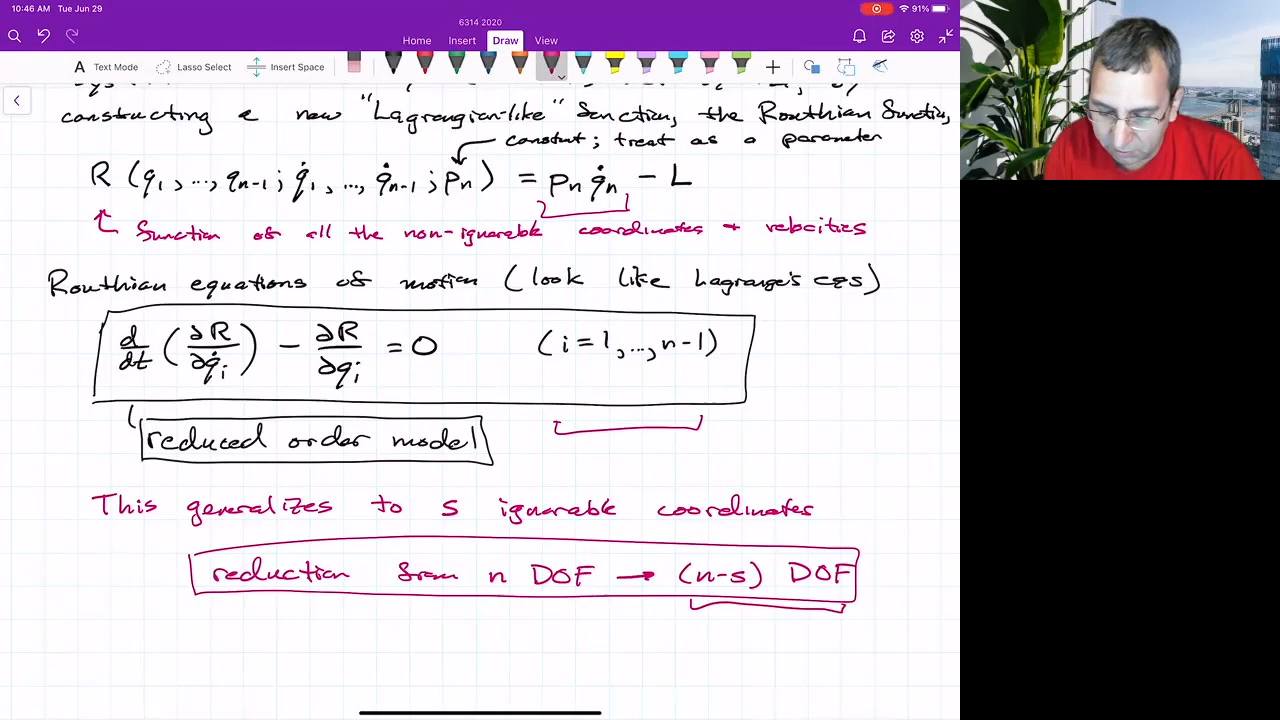 10:46 AM Tue Jun 29
91%
6314 2020
Home Insert Draw View
Text Mode Lasso Select Insert Space
constructing a new "Lagrangian-like" function, the Routhian function,
constant; treat as a parameter
R (q₁,...,qₙ₋₁; q̇₁,...,q̇ₙ₋₁; pₙ) = pₙ q̇ₙ − L
function of all the non-ignorable coordinates + velocities
Routhian equations of motion (look like Lagrange's eqs)
d/dt (∂R/∂q̇ᵢ) − ∂R/∂qᵢ = 0 (i = 1,...,n-1)
reduced order model
This generalizes to s ignorable coordinates
reduction from n DOF → (n-s) DOF